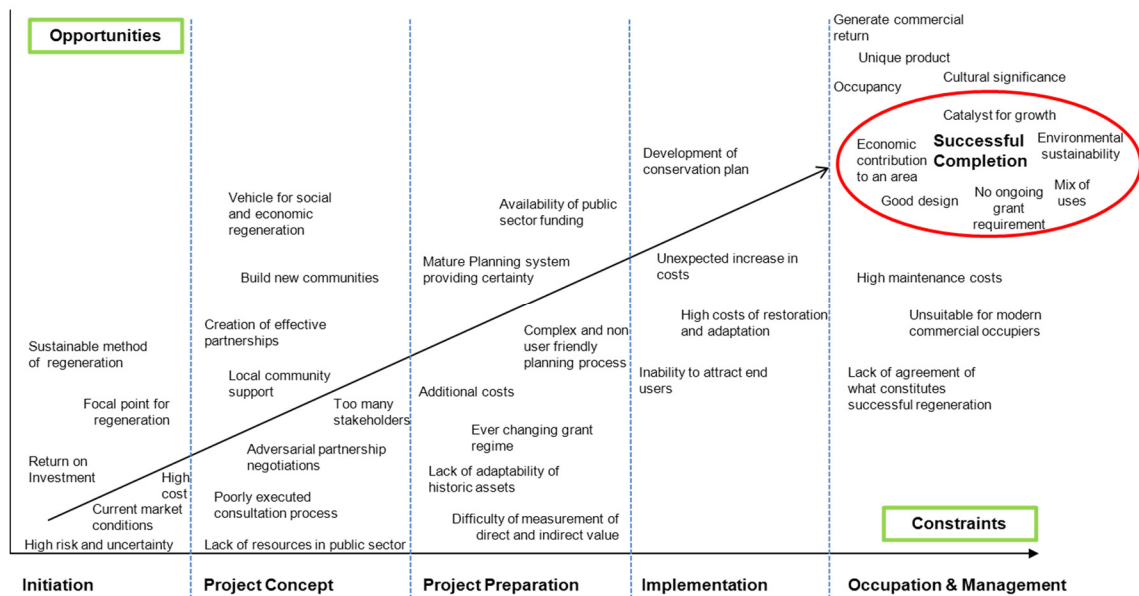 Opportunities
Sustainable method
of regeneration
Focal point for
regeneration
Return on
Investment
High
cost
Current market
conditions
High risk and uncertainty
Vehicle for social
and economic
regeneration
Build new communities
Creation of effective
partnerships
Local community
support
Too many
stakeholders
Adversarial partnership
negotiations
Poorly executed
consultation process
Lack of resources in public sector
Availability of public
sector funding
Mature Planning system
providing certainty
Complex and non
user friendly
planning process
Additional costs
Ever changing grant
regime
Lack of adaptability of
historic assets
Difficulty of measurement of
direct and indirect value
Development of
conservation plan
Unexpected increase in
costs
High costs of restoration
and adaptation
Inability to attract end
users
Generate commercial
return
Unique product
Cultural significance
Occupancy
Catalyst for growth
Economic
contribution
to an area
Successful
Completion
Environmental
sustainability
Good design
No ongoing
grant
requirement
Mix of
uses
High maintenance costs
Unsuitable for modern
commercial occupiers
Lack of agreement of
what constitutes
successful regeneration
Constraints
Initiation
Project Concept
Project Preparation
Implementation
Occupation & Management